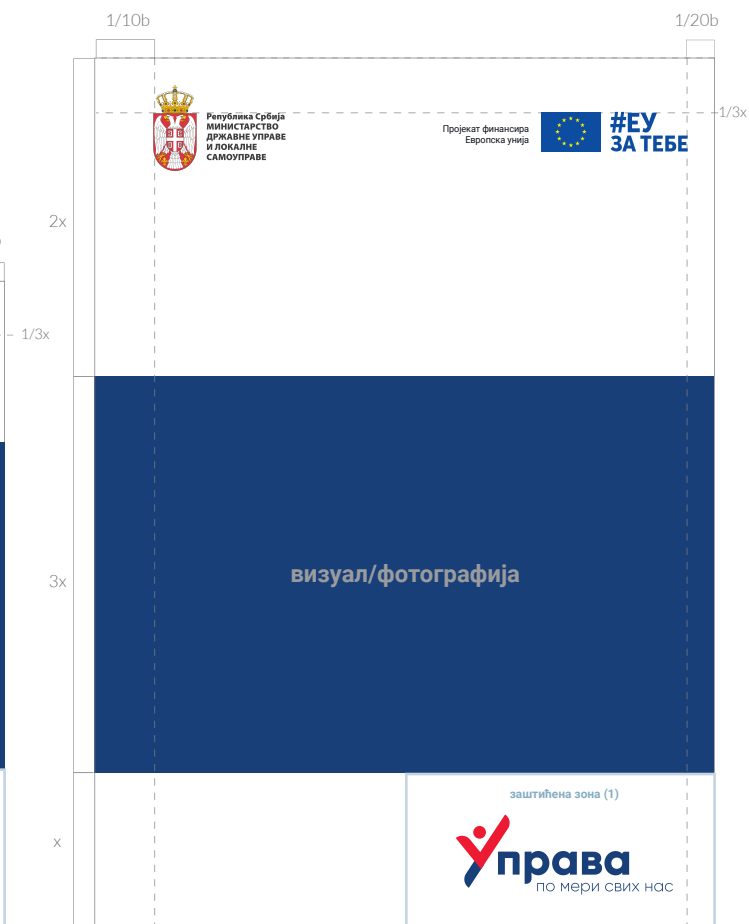 1/10b
1/20b
1/3x
Република Србија
МИНИСТАРСТВО
ДРЖАВНЕ УПРАВЕ
И ЛОКАЛНЕ
САМОУПРАВЕ
Пројекат финансира
Европска унија
#ЕУ
ЗА ТЕБЕ
2x
1/3x
визуал/фотографија
3x
заштићена зона (1)
x
Управа
по мери свих нас